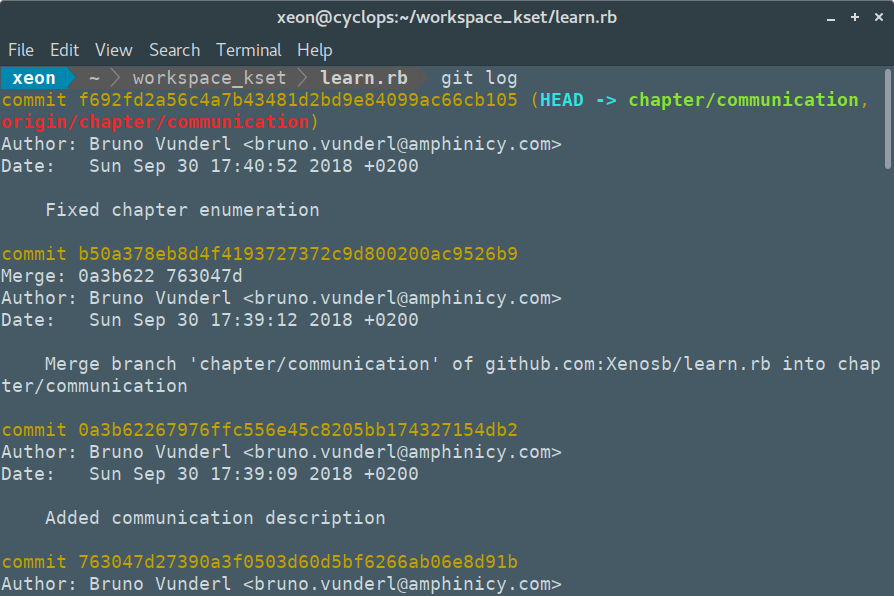 xeon@cyclops:~/workspace_kset/learn.rb
File Edit View Search Terminal Help
xeon ~ workspace_kset learn.rb git log
commit f692fd2a56c4a7b43481d2bd9e84099ac66cb105 (HEAD -> chapter/communication,
origin/chapter/communication)
Author: Bruno Vunderl <bruno.vunderl@amphinicy.com>
Date:   Sun Sep 30 17:40:52 2018 +0200
    Fixed chapter enumeration
commit b50a378eb8d4f4193727372c9d800200ac9526b9
Merge: 0a3b622 763047d
Author: Bruno Vunderl <bruno.vunderl@amphinicy.com>
Date:   Sun Sep 30 17:39:12 2018 +0200
    Merge branch 'chapter/communication' of github.com:Xenosb/learn.rb into chap
ter/communication
commit 0a3b62267976ffc556e45c8205bb174327154db2
Author: Bruno Vunderl <bruno.vunderl@amphinicy.com>
Date:   Sun Sep 30 17:39:09 2018 +0200
    Added communication description
commit 763047d27390a3f0503d60d5bf6266ab06e8d91b
Author: Bruno Vunderl <bruno.vunderl@amphinicy.com>